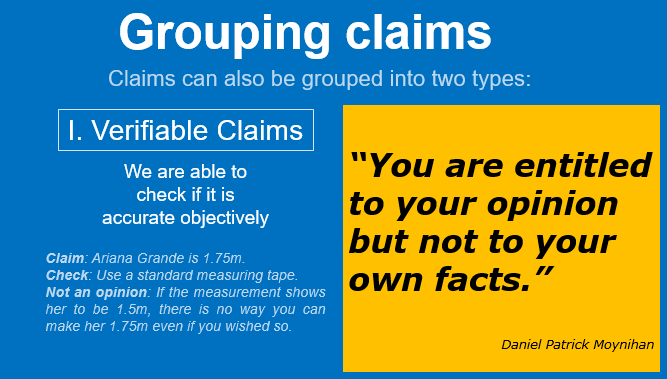 Grouping claims
Claims can also be grouped into two types:
I. Verifiable Claims
We are able to
check if it is
accurate objectively
Claim: Ariana Grande is 1.75m.
Check: Use a standard measuring tape.
Not an opinion: If the measurement shows
her to be 1.5m, there is no way you can
make her 1.75m even if you wished so.
“You are entitled
to your opinion
but not to your
own facts.”
Daniel Patrick Moynihan